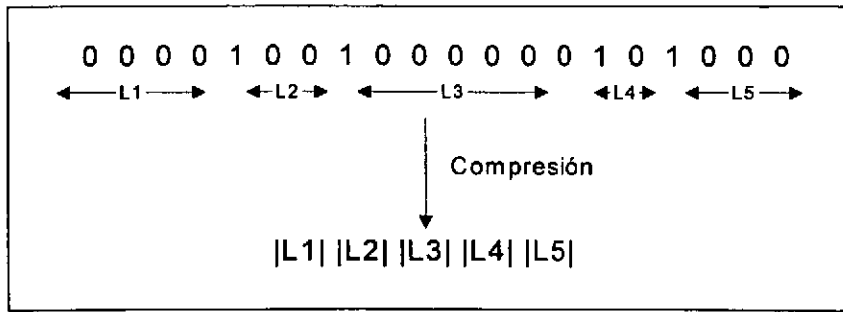 0 0 0 0 1 0 0 1 0 0 0 0 0 0 1 0 1 0 0 0
L1 L2 L3 L4 L5
Compresión
|L1| |L2| |L3| |L4| |L5|